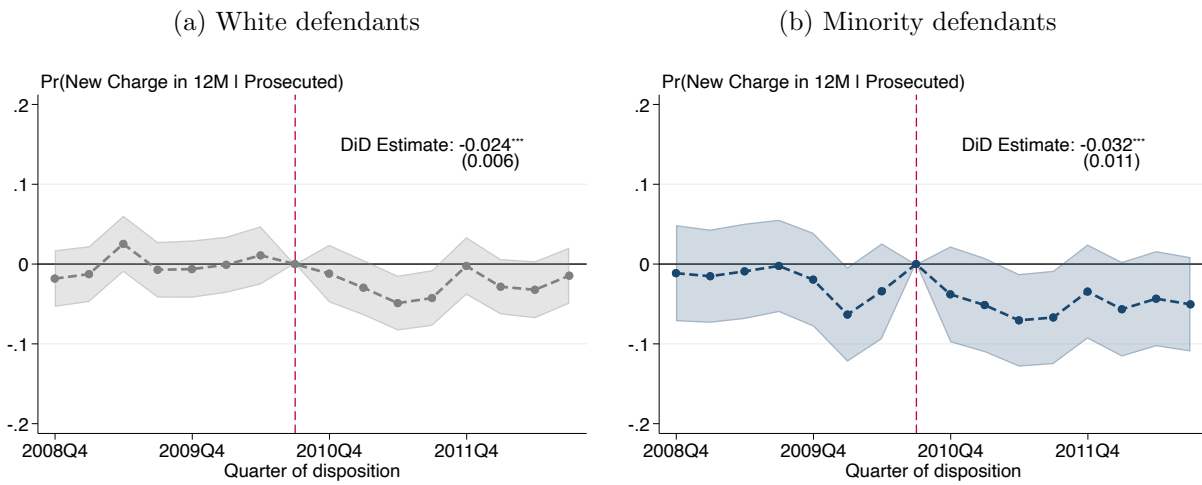 (a) White defendants
Pr(New Charge in 12M | Prosecuted)
.2
.1
0
-.1
-.2
DiD Estimate: -0.024***
(0.006)
2008Q4 2009Q4 2010Q4 2011Q4
Quarter of disposition
(b) Minority defendants
Pr(New Charge in 12M | Prosecuted)
.2
.1
0
-.1
-.2
DiD Estimate: -0.032***
(0.011)
2008Q4 2009Q4 2010Q4 2011Q4
Quarter of disposition